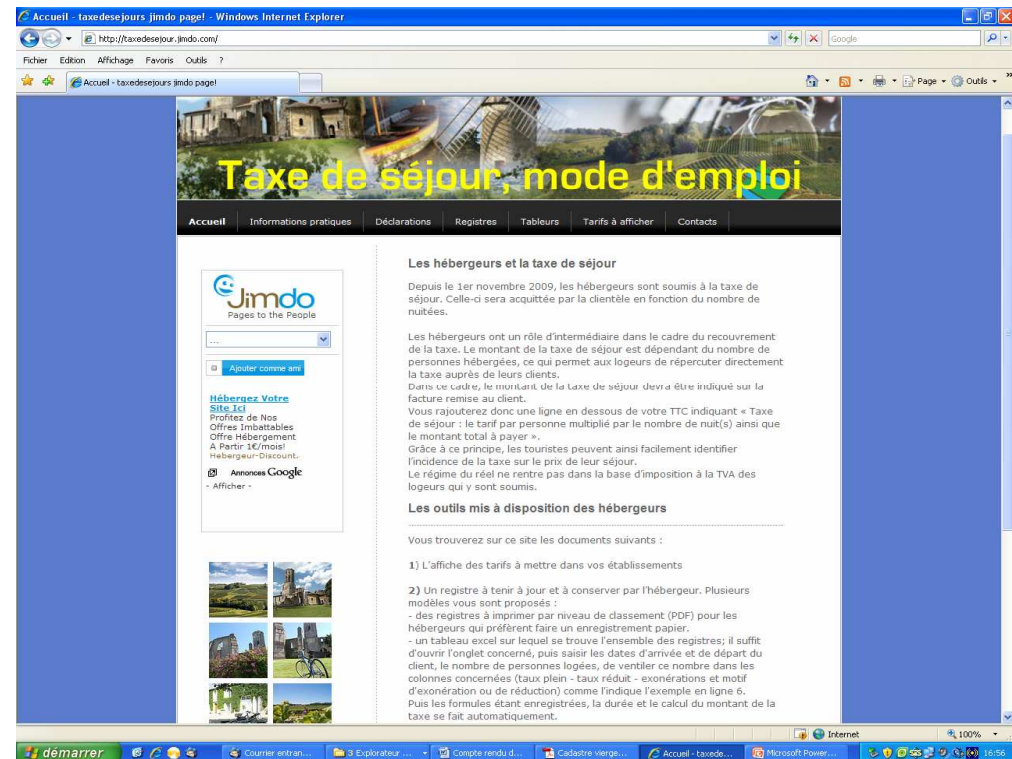 Accueil - taxedesejours jimdo page! - Windows Internet Explorer
http://taxedesejour.jimdo.com/
Google
Fichier Edition Affichage Favoris Outils ?
Accueil - taxedesejours jimdo page!
Page
Outils
Taxe de séjour, mode d'emploi
Accueil
Informations pratiques
Déclarations
Registres
Tableurs
Tarifs à afficher
Contacts
Jimdo
Pages to the People
...
Ajouter comme ami
Hébergez Votre
Site Ici
Profitez de Nos
Offres Imbattables
Offre Hébergement
A Partir 1€/mois!
Hebergeur-Discount.
Annonces Google
- Afficher -
Les hébergeurs et la taxe de séjour
Depuis le 1er novembre 2009, les hébergeurs sont soumis à la taxe de
séjour. Celle-ci sera acquittée par la clientèle en fonction du nombre de
nuitées.
Les hébergeurs ont un rôle d'intermédiaire dans le cadre du recouvrement
de la taxe. Le montant de la taxe de séjour est dépendant du nombre de
personnes hébergées, ce qui permet aux logeurs de répercuter directement
la taxe auprès de leurs clients.
Dans ce cadre, le montant de la taxe de séjour devra être indiqué sur la
facture remise au client.
Vous rajouterez donc une ligne en dessous de votre TTC indiquant « Taxe
de séjour : le tarif par personne multiplié par le nombre de nuit(s) ainsi que
le montant total à payer ».
Grâce à ce principe, les touristes peuvent ainsi facilement identifier
l'incidence de la taxe sur le prix de leur séjour.
Le régime du réel ne rentre pas dans la base d'imposition à la TVA des
logeurs qui y sont soumis.
Les outils mis à disposition des hébergeurs
Vous trouverez sur ce site les documents suivants :
1) L'affiche des tarifs à mettre dans vos établissements
2) Un registre à tenir à jour et à conserver par l'hébergeur. Plusieurs
modèles vous sont proposés :
- des registres à imprimer par niveau de classement (PDF) pour les
hébergeurs qui préfèrent faire un enregistrement papier.
- un tableau excel sur lequel se trouve l'ensemble des registres; il suffit
d'ouvrir l'onglet concerné, puis saisir les dates d'arrivée et de départ du
client, le nombre de personnes logées, de ventiler ce nombre dans les
colonnes concernées (taux plein - taux réduit - exonérations et motif
d'exonération ou de réduction) comme l'indique l'exemple en ligne 6.
Puis les formules étant enregistrées, la durée et le calcul du montant de la
taxe se fait automatiquement.
Internet
100%
démarrer
Courrier entran...
3 Explorateur ...
Compte rendu d...
Cadastre vierge...
Accueil - taxede...
Microsoft Power...
16:56